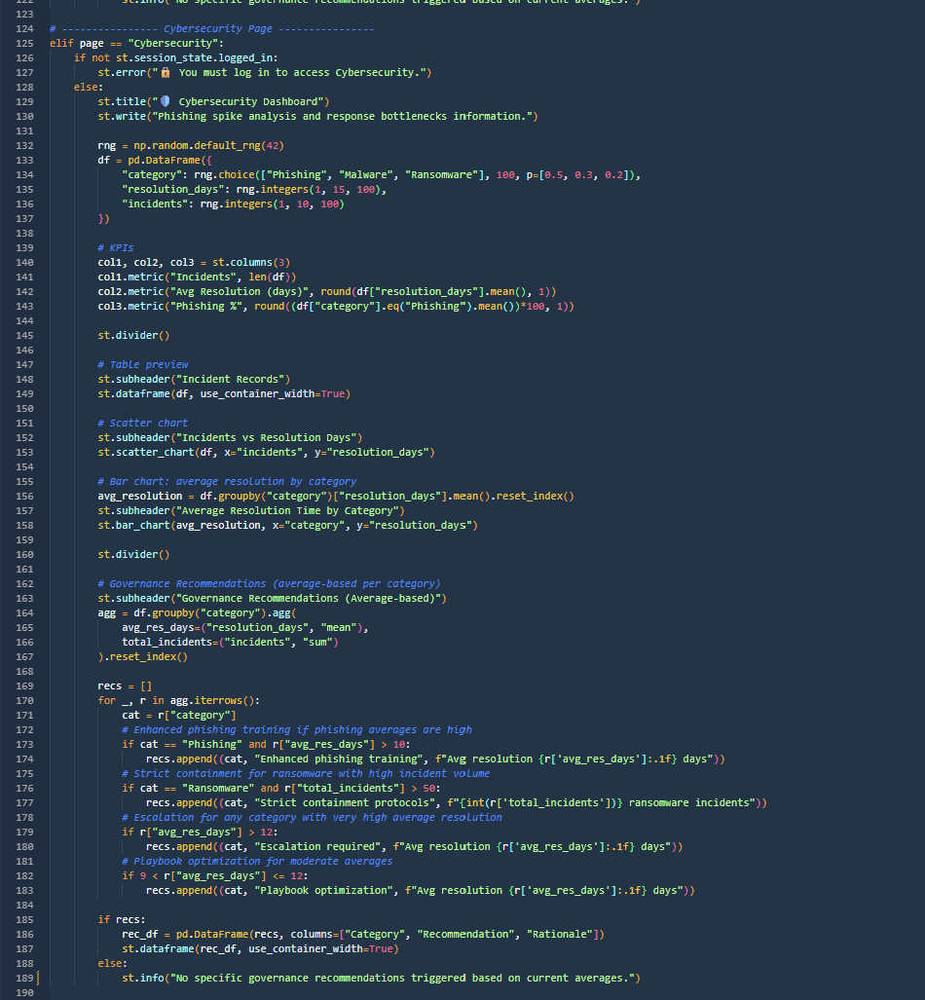 122 st.info("No specific governance recommendations triggered based on current averages.")
123
124 # ---------------- Cybersecurity Page ----------------
125 elif page == "Cybersecurity":
126     if not st.session_state.logged_in:
127         st.error("🔒 You must log in to access Cybersecurity.")
128     else:
129         st.title("🛡️ Cybersecurity Dashboard")
130         st.write("Phishing spike analysis and response bottlenecks information.")
131
132         rng = np.random.default_rng(42)
133         df = pd.DataFrame({
134             "category": rng.choice(["Phishing", "Malware", "Ransomware"], 100, p=[0.5, 0.3, 0.2]),
135             "resolution_days": rng.integers(1, 15, 100),
136             "incidents": rng.integers(1, 10, 100)
137         })
138
139         # KPIs
140         col1, col2, col3 = st.columns(3)
141         col1.metric("Incidents", len(df))
142         col2.metric("Avg Resolution (days)", round(df["resolution_days"].mean(), 1))
143         col3.metric("Phishing %", round((df["category"].eq("Phishing").mean())*100, 1))
144
145         st.divider()
146
147         # Table preview
148         st.subheader("Incident Records")
149         st.dataframe(df, use_container_width=True)
150
151         # Scatter chart
152         st.subheader("Incidents vs Resolution Days")
153         st.scatter_chart(df, x="incidents", y="resolution_days")
154
155         # Bar chart: average resolution by category
156         avg_resolution = df.groupby("category")["resolution_days"].mean().reset_index()
157         st.subheader("Average Resolution Time by Category")
158         st.bar_chart(avg_resolution, x="category", y="resolution_days")
159
160         st.divider()
161
162         # Governance Recommendations (average-based per category)
163         st.subheader("Governance Recommendations (Average-based)")
164         agg = df.groupby("category").agg(
165             avg_res_days=("resolution_days", "mean"),
166             total_incidents=("incidents", "sum")
167         ).reset_index()
168
169         recs = []
170         for _, r in agg.iterrows():
171             cat = r["category"]
172             # Enhanced phishing training if phishing averages are high
173             if cat == "Phishing" and r["avg_res_days"] > 10:
174                 recs.append((cat, "Enhanced phishing training", f"Avg resolution {r['avg_res_days']:.1f} days"))
175             # Strict containment for ransomware with high incident volume
176             if cat == "Ransomware" and r["total_incidents"] > 50:
177                 recs.append((cat, "Strict containment protocols", f"{int(r['total_incidents'])} ransomware incidents"))
178             # Escalation for any category with very high average resolution
179             if r["avg_res_days"] > 12:
180                 recs.append((cat, "Escalation required", f"Avg resolution {r['avg_res_days']:.1f} days"))
181             # Playbook optimization for moderate averages
182             if 9 < r["avg_res_days"] <= 12:
183                 recs.append((cat, "Playbook optimization", f"Avg resolution {r['avg_res_days']:.1f} days"))
184
185         if recs:
186             rec_df = pd.DataFrame(recs, columns=["Category", "Recommendation", "Rationale"])
187             st.dataframe(rec_df, use_container_width=True)
188         else:
189             st.info("No specific governance recommendations triggered based on current averages.")
190